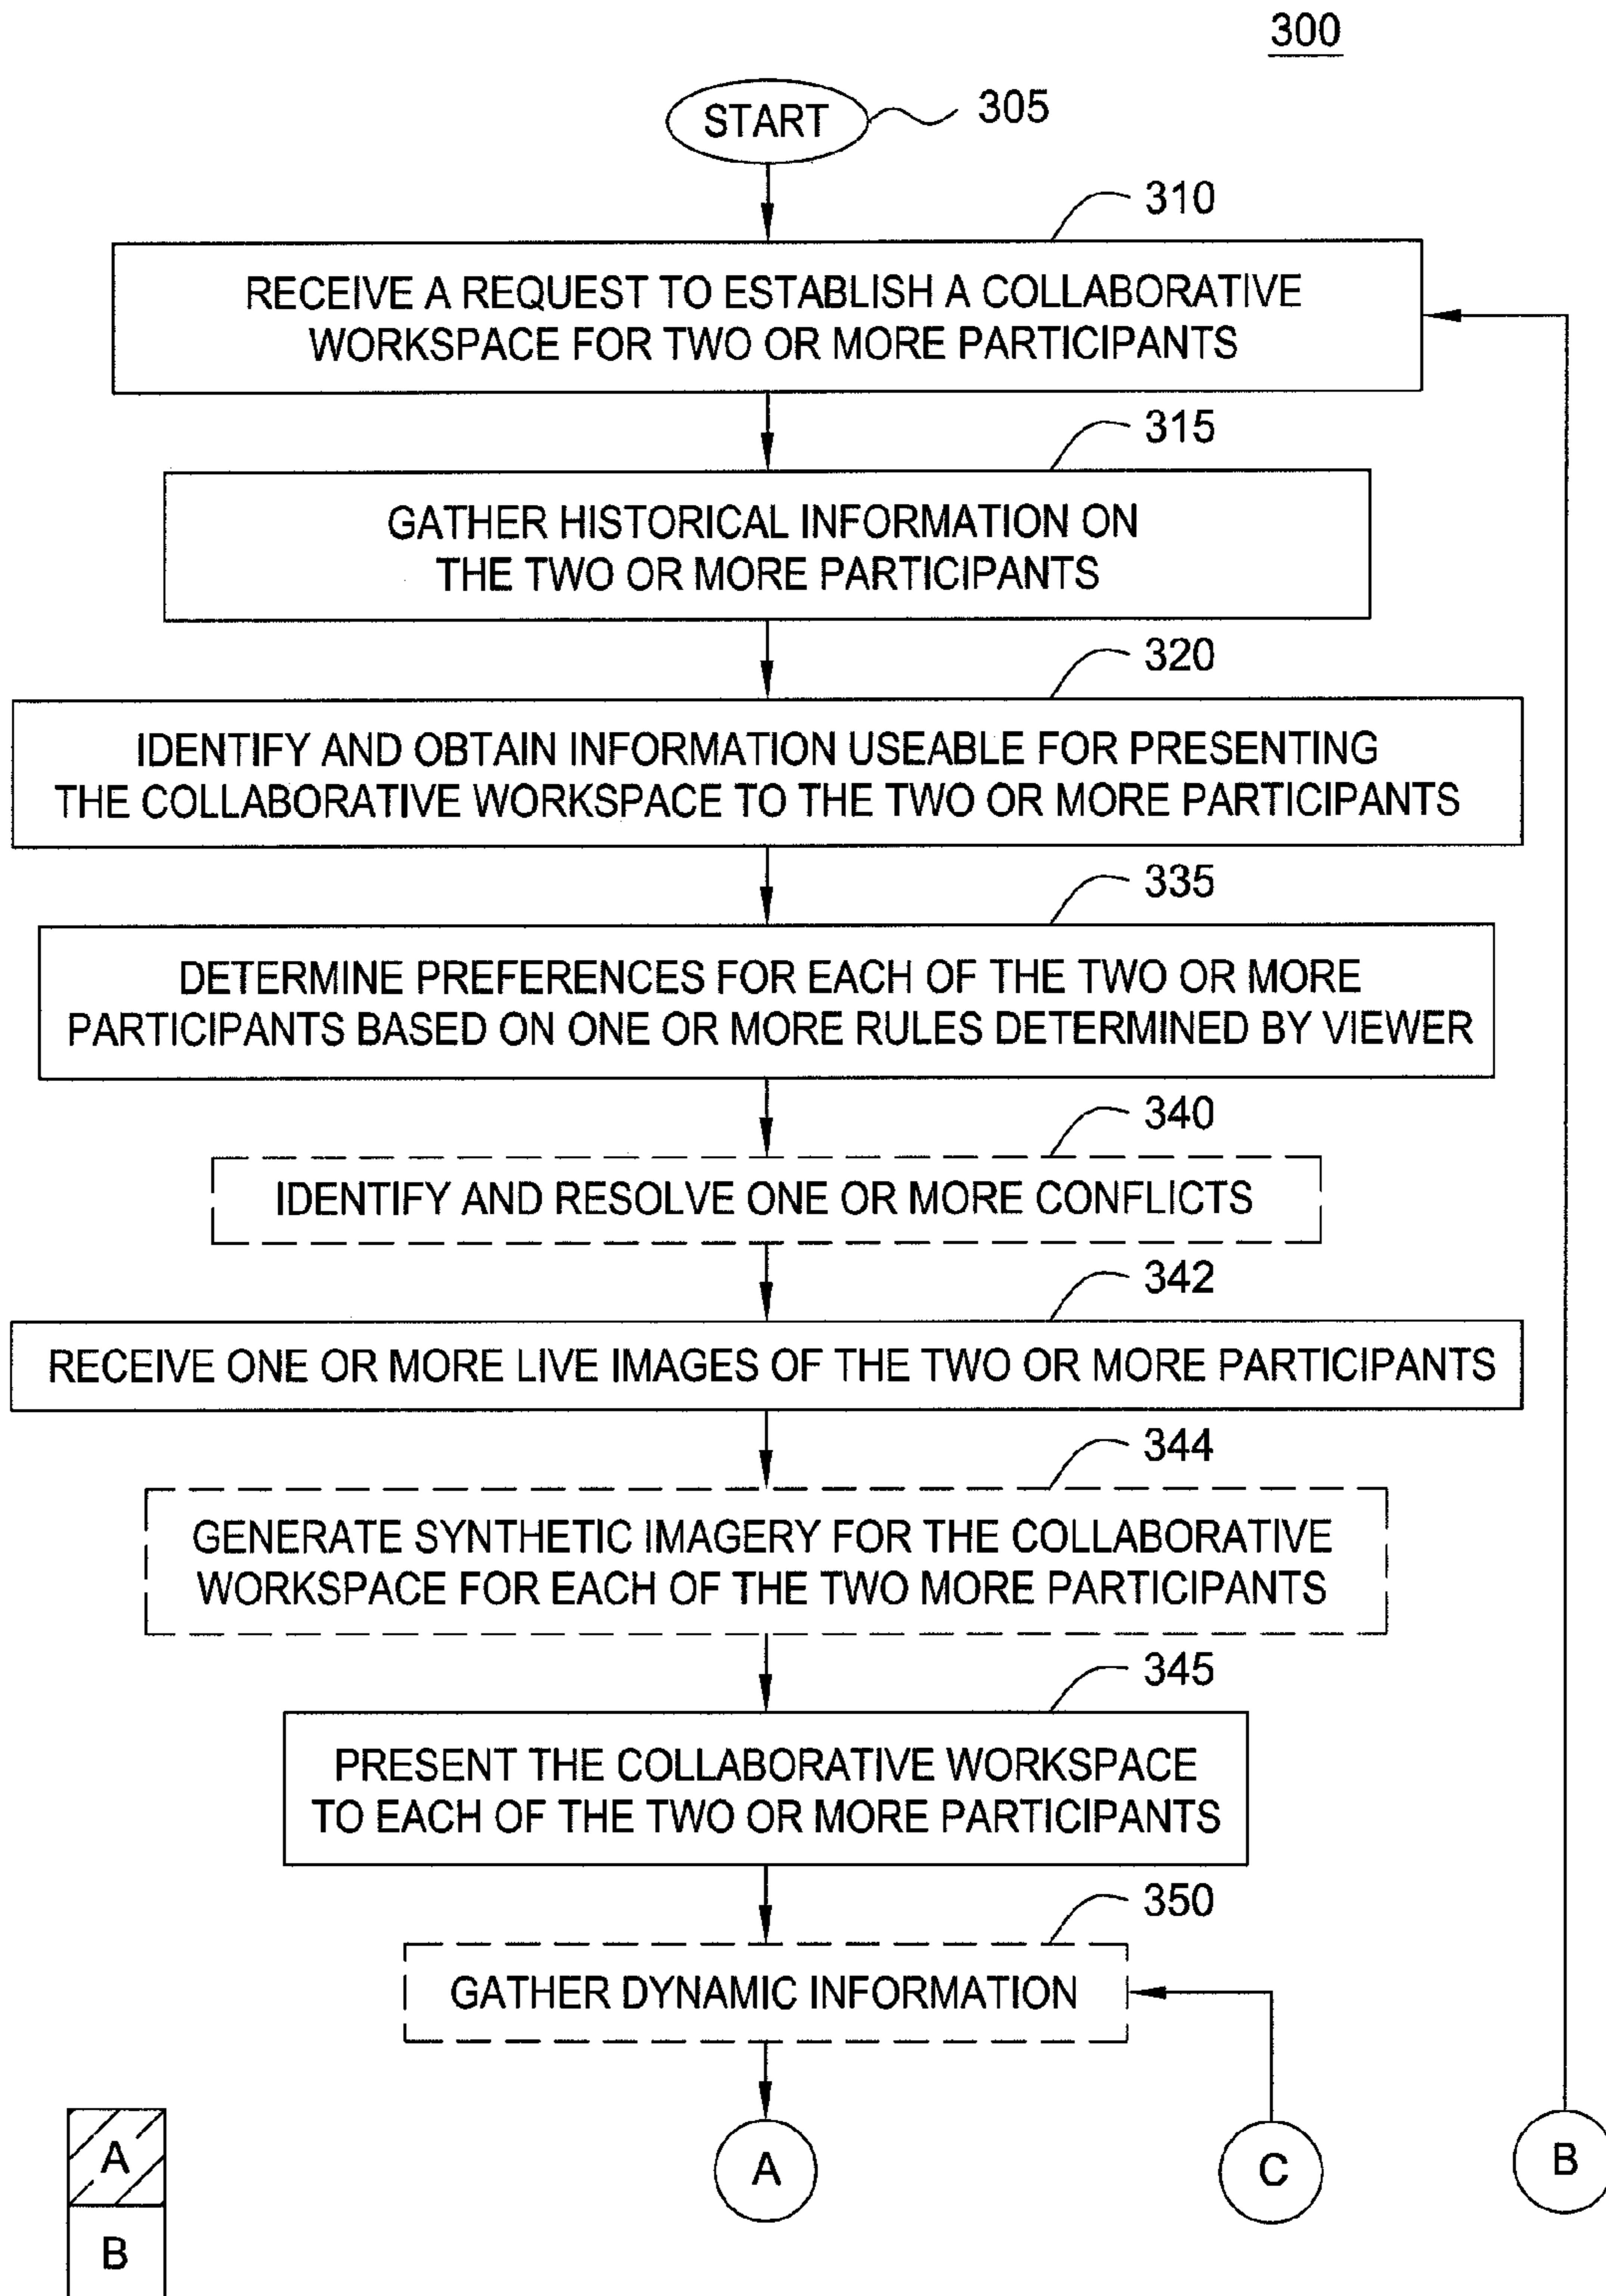 300
START
305
310
RECEIVE A REQUEST TO ESTABLISH A COLLABORATIVE
WORKSPACE FOR TWO OR MORE PARTICIPANTS
315
GATHER HISTORICAL INFORMATION ON
THE TWO OR MORE PARTICIPANTS
320
IDENTIFY AND OBTAIN INFORMATION USEABLE FOR PRESENTING
THE COLLABORATIVE WORKSPACE TO THE TWO OR MORE PARTICIPANTS
335
DETERMINE PREFERENCES FOR EACH OF THE TWO OR MORE
PARTICIPANTS BASED ON ONE OR MORE RULES DETERMINED BY VIEWER
340
IDENTIFY AND RESOLVE ONE OR MORE CONFLICTS
342
RECEIVE ONE OR MORE LIVE IMAGES OF THE TWO OR MORE PARTICIPANTS
344
GENERATE SYNTHETIC IMAGERY FOR THE COLLABORATIVE
WORKSPACE FOR EACH OF THE TWO MORE PARTICIPANTS
345
PRESENT THE COLLABORATIVE WORKSPACE
TO EACH OF THE TWO OR MORE PARTICIPANTS
350
GATHER DYNAMIC INFORMATION
A
A
C
B
B